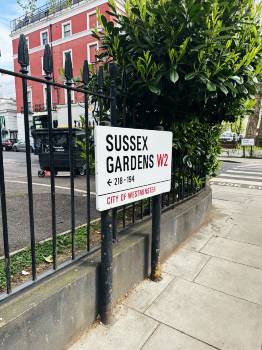 SUSSEX
GARDENS W2
← 218 - 194
CITY OF WESTMINSTER